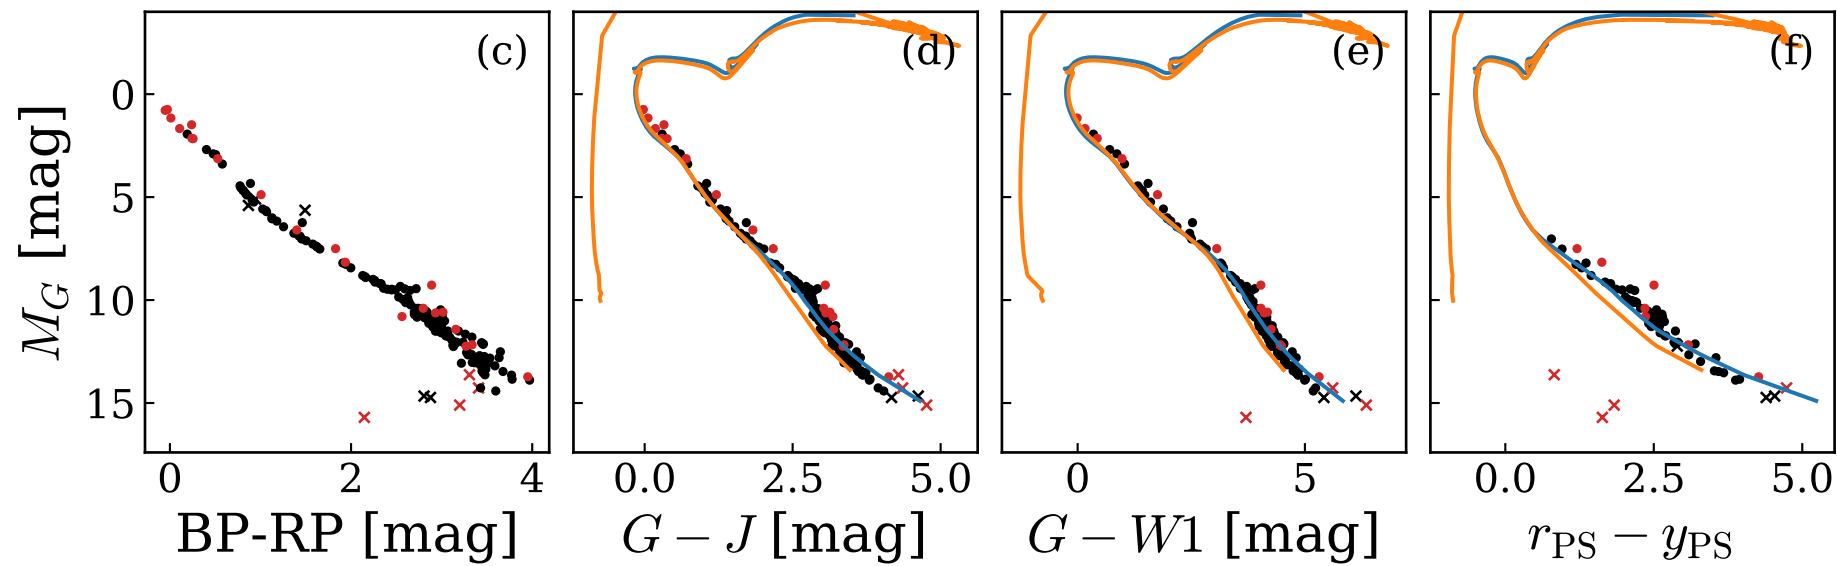 (c)
(d)
(e)
(f)
M_G [mag]
0
5
10
15
0 2 4
0.0 2.5 5.0
0 5
0.0 2.5 5.0
BP-RP [mag]
G − J [mag]
G − W1 [mag]
r_PS − y_PS